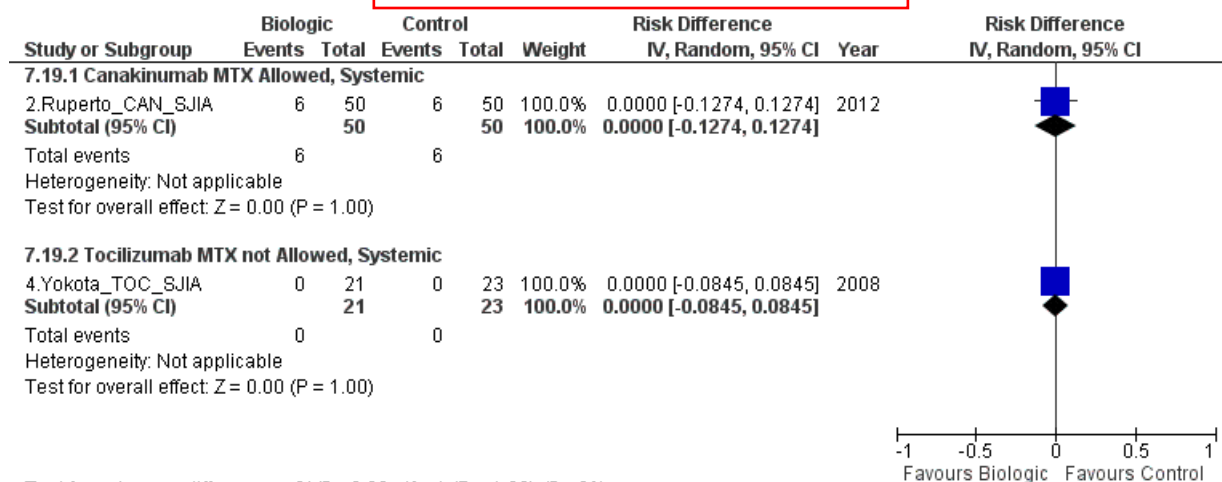 Biologic Control Risk Difference Risk Difference
Study or Subgroup Events Total Events Total Weight IV, Random, 95% CI Year IV, Random, 95% CI
7.19.1 Canakinumab MTX Allowed, Systemic
2.Ruperto_CAN_SJIA 6 50 6 50 100.0% 0.0000 [-0.1274, 0.1274] 2012
Subtotal (95% CI) 50 50 100.0% 0.0000 [-0.1274, 0.1274]
Total events 6 6
Heterogeneity: Not applicable
Test for overall effect: Z = 0.00 (P = 1.00)
7.19.2 Tocilizumab MTX not Allowed, Systemic
4.Yokota_TOC_SJIA 0 21 0 23 100.0% 0.0000 [-0.0845, 0.0845] 2008
Subtotal (95% CI) 21 23 100.0% 0.0000 [-0.0845, 0.0845]
Total events 0 0
Heterogeneity: Not applicable
Test for overall effect: Z = 0.00 (P = 1.00)
-1 -0.5 0 0.5 1
Favours Biologic Favours Control